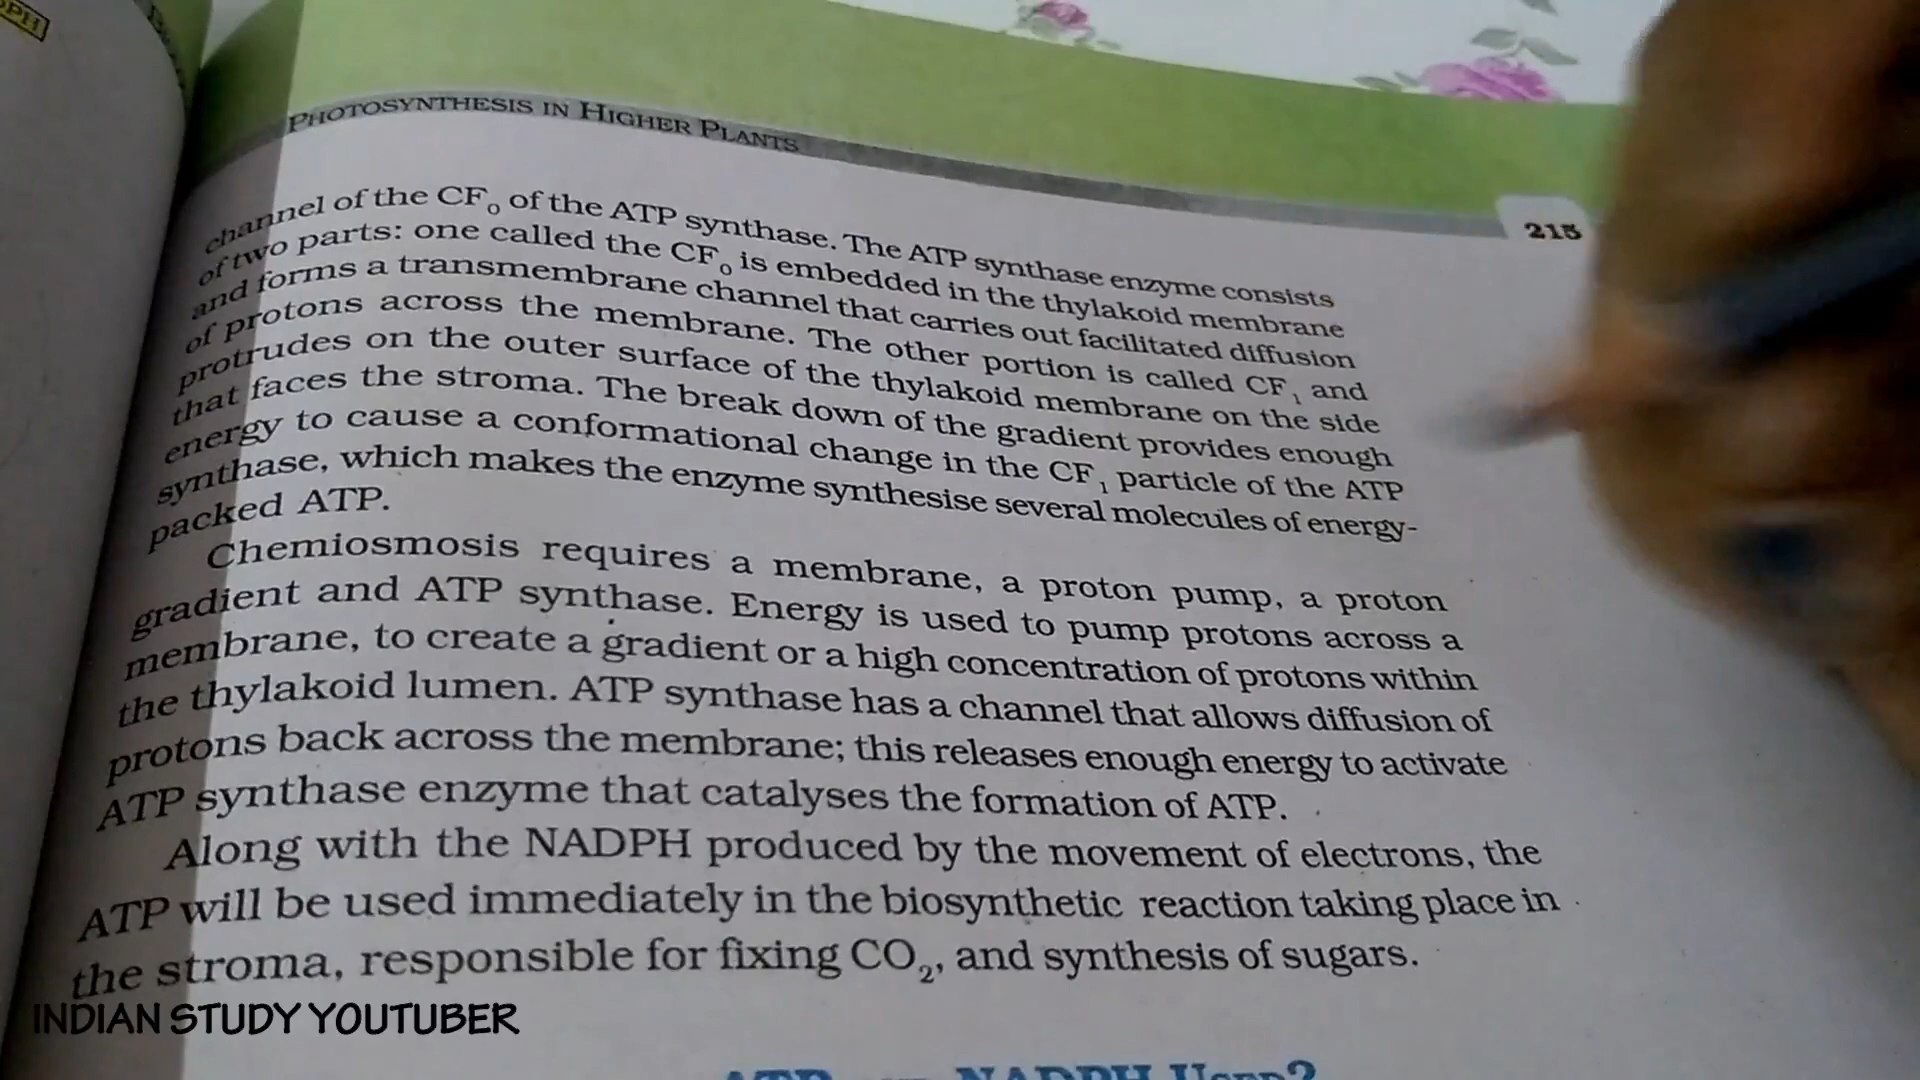 DPH
PHOTOSYNTHESIS IN HIGHER PLANTS
215
channel of the CF0 of the ATP synthase. The ATP synthase enzyme consists
of two parts: one called the CF0 is embedded in the thylakoid membrane
and forms a transmembrane channel that carries out facilitated diffusion
of protons across the membrane. The other portion is called CF1 and
protrudes on the outer surface of the thylakoid membrane on the side
that faces the stroma. The break down of the gradient provides enough
energy to cause a conformational change in the CF1 particle of the ATP
synthase, which makes the enzyme synthesise several molecules of energy-
packed ATP.
Chemiosmosis requires a membrane, a proton pump, a proton
gradient and ATP synthase. Energy is used to pump protons across a
membrane, to create a gradient or a high concentration of protons within
the thylakoid lumen. ATP synthase has a channel that allows diffusion of
protons back across the membrane; this releases enough energy to activate
ATP synthase enzyme that catalyses the formation of ATP.
Along with the NADPH produced by the movement of electrons, the
ATP will be used immediately in the biosynthetic reaction taking place in
the stroma, responsible for fixing CO2, and synthesis of sugars.
INDIAN STUDY YOUTUBER
ATP NADPH USED?